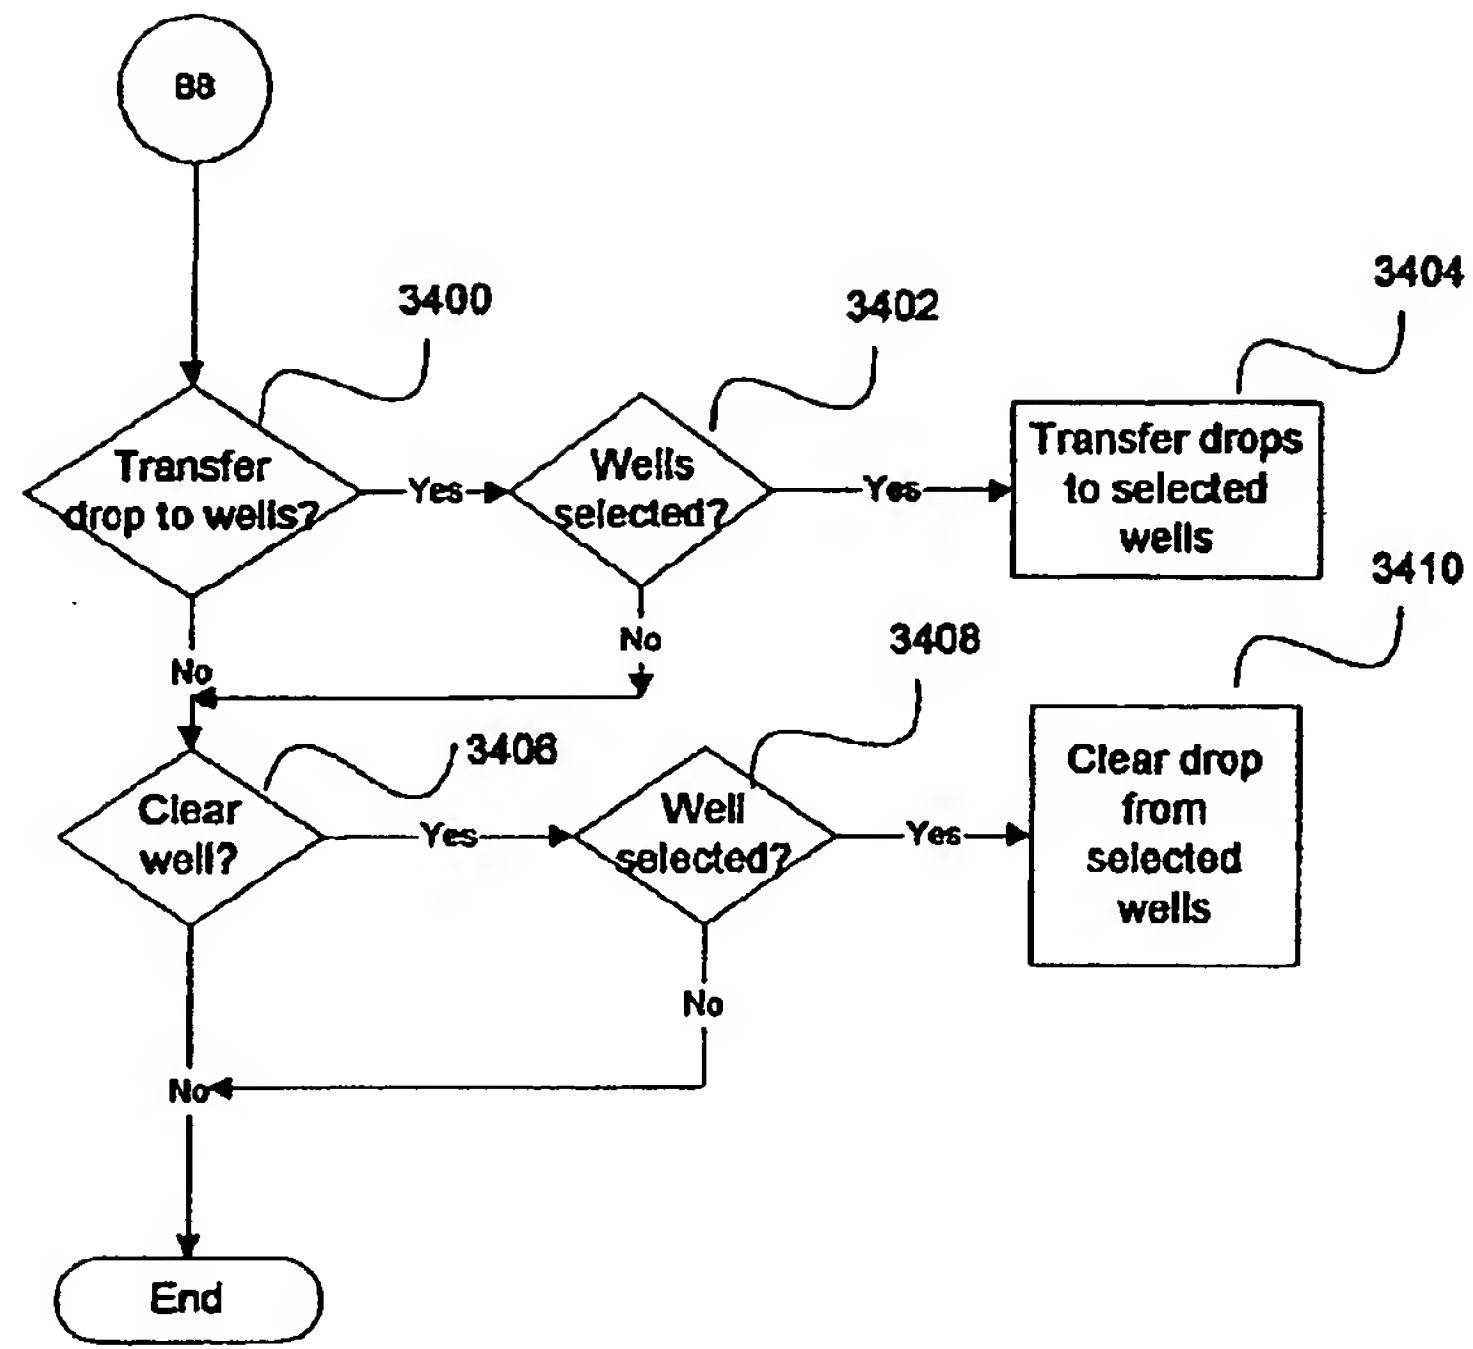 B8
3400
3402
3404
Transfer
drop to wells?
Yes
Wells
selected?
Yes
Transfer drops
to selected
wells
No
No
3406
3408
3410
Clear
well?
Yes
Well
selected?
Yes
Clear drop
from
selected
wells
No
No
End